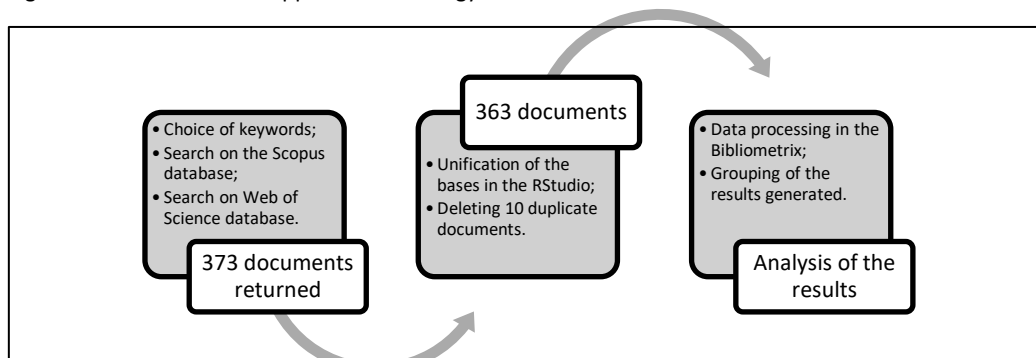 • Choice of keywords;
• Search on the Scopus
database;
• Search on Web of
Science database.
373 documents
returned
363 documents
• Unification of the
bases in the RStudio;
• Deleting 10 duplicate
documents.
• Data processing in the
Bibliometrix;
• Grouping of the
results generated.
Analysis of the
results